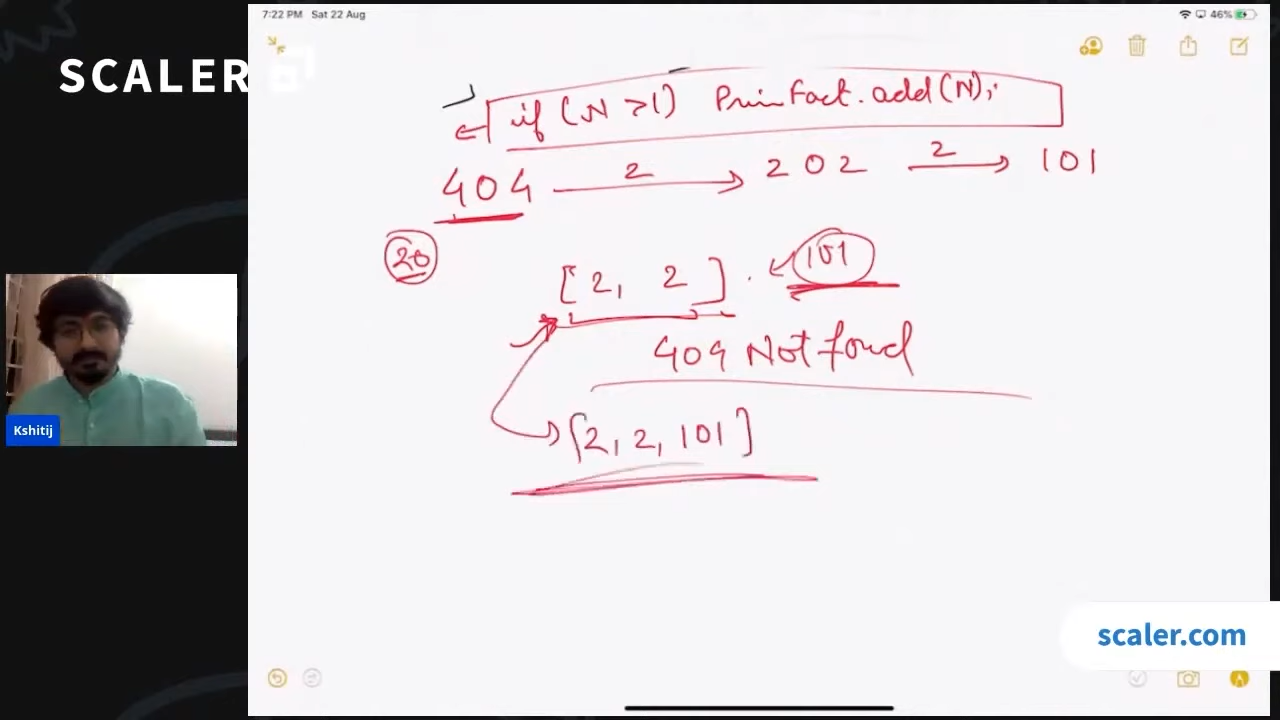 7:22 PM Sat 22 Aug
46%
SCALER
if (N >1) PrimFact.add(N);
404 2 202 2 101
20
[2, 2] . 101
404 Not found
Kshitij
[2, 2, 101]
scaler.com